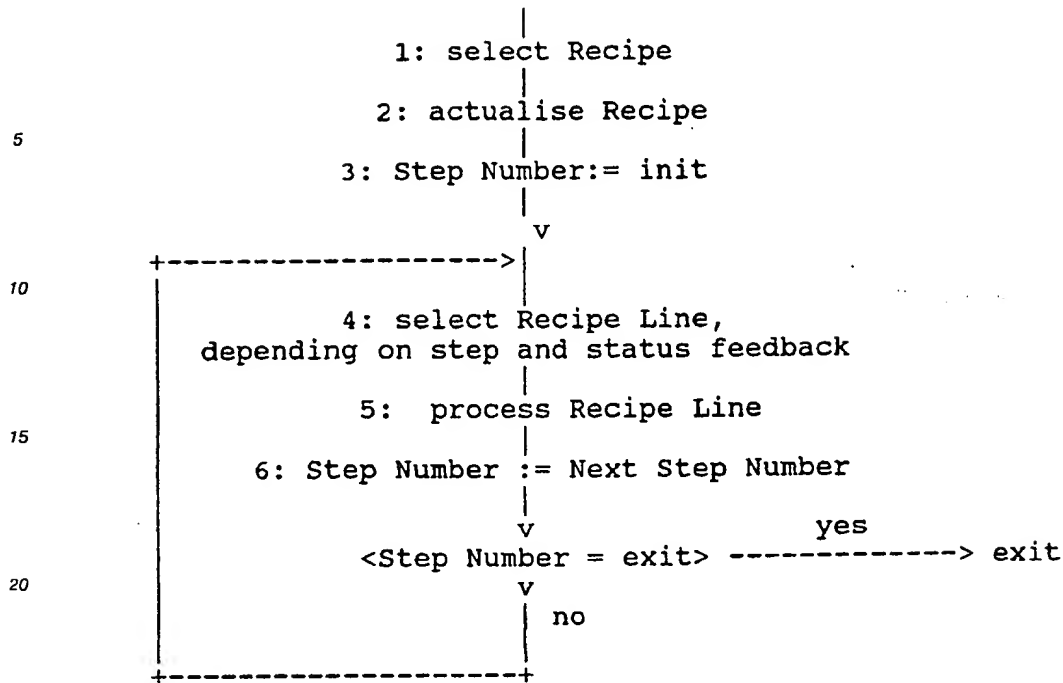 1: select Recipe
2: actualise Recipe
5
3: Step Number:= init
v
+-------------------->
10
4: select Recipe Line,
depending on step and status feedback
5: process Recipe Line
15
6: Step Number := Next Step Number
v
yes
<Step Number = exit> -------------> exit
20
v
no
+---------------------+